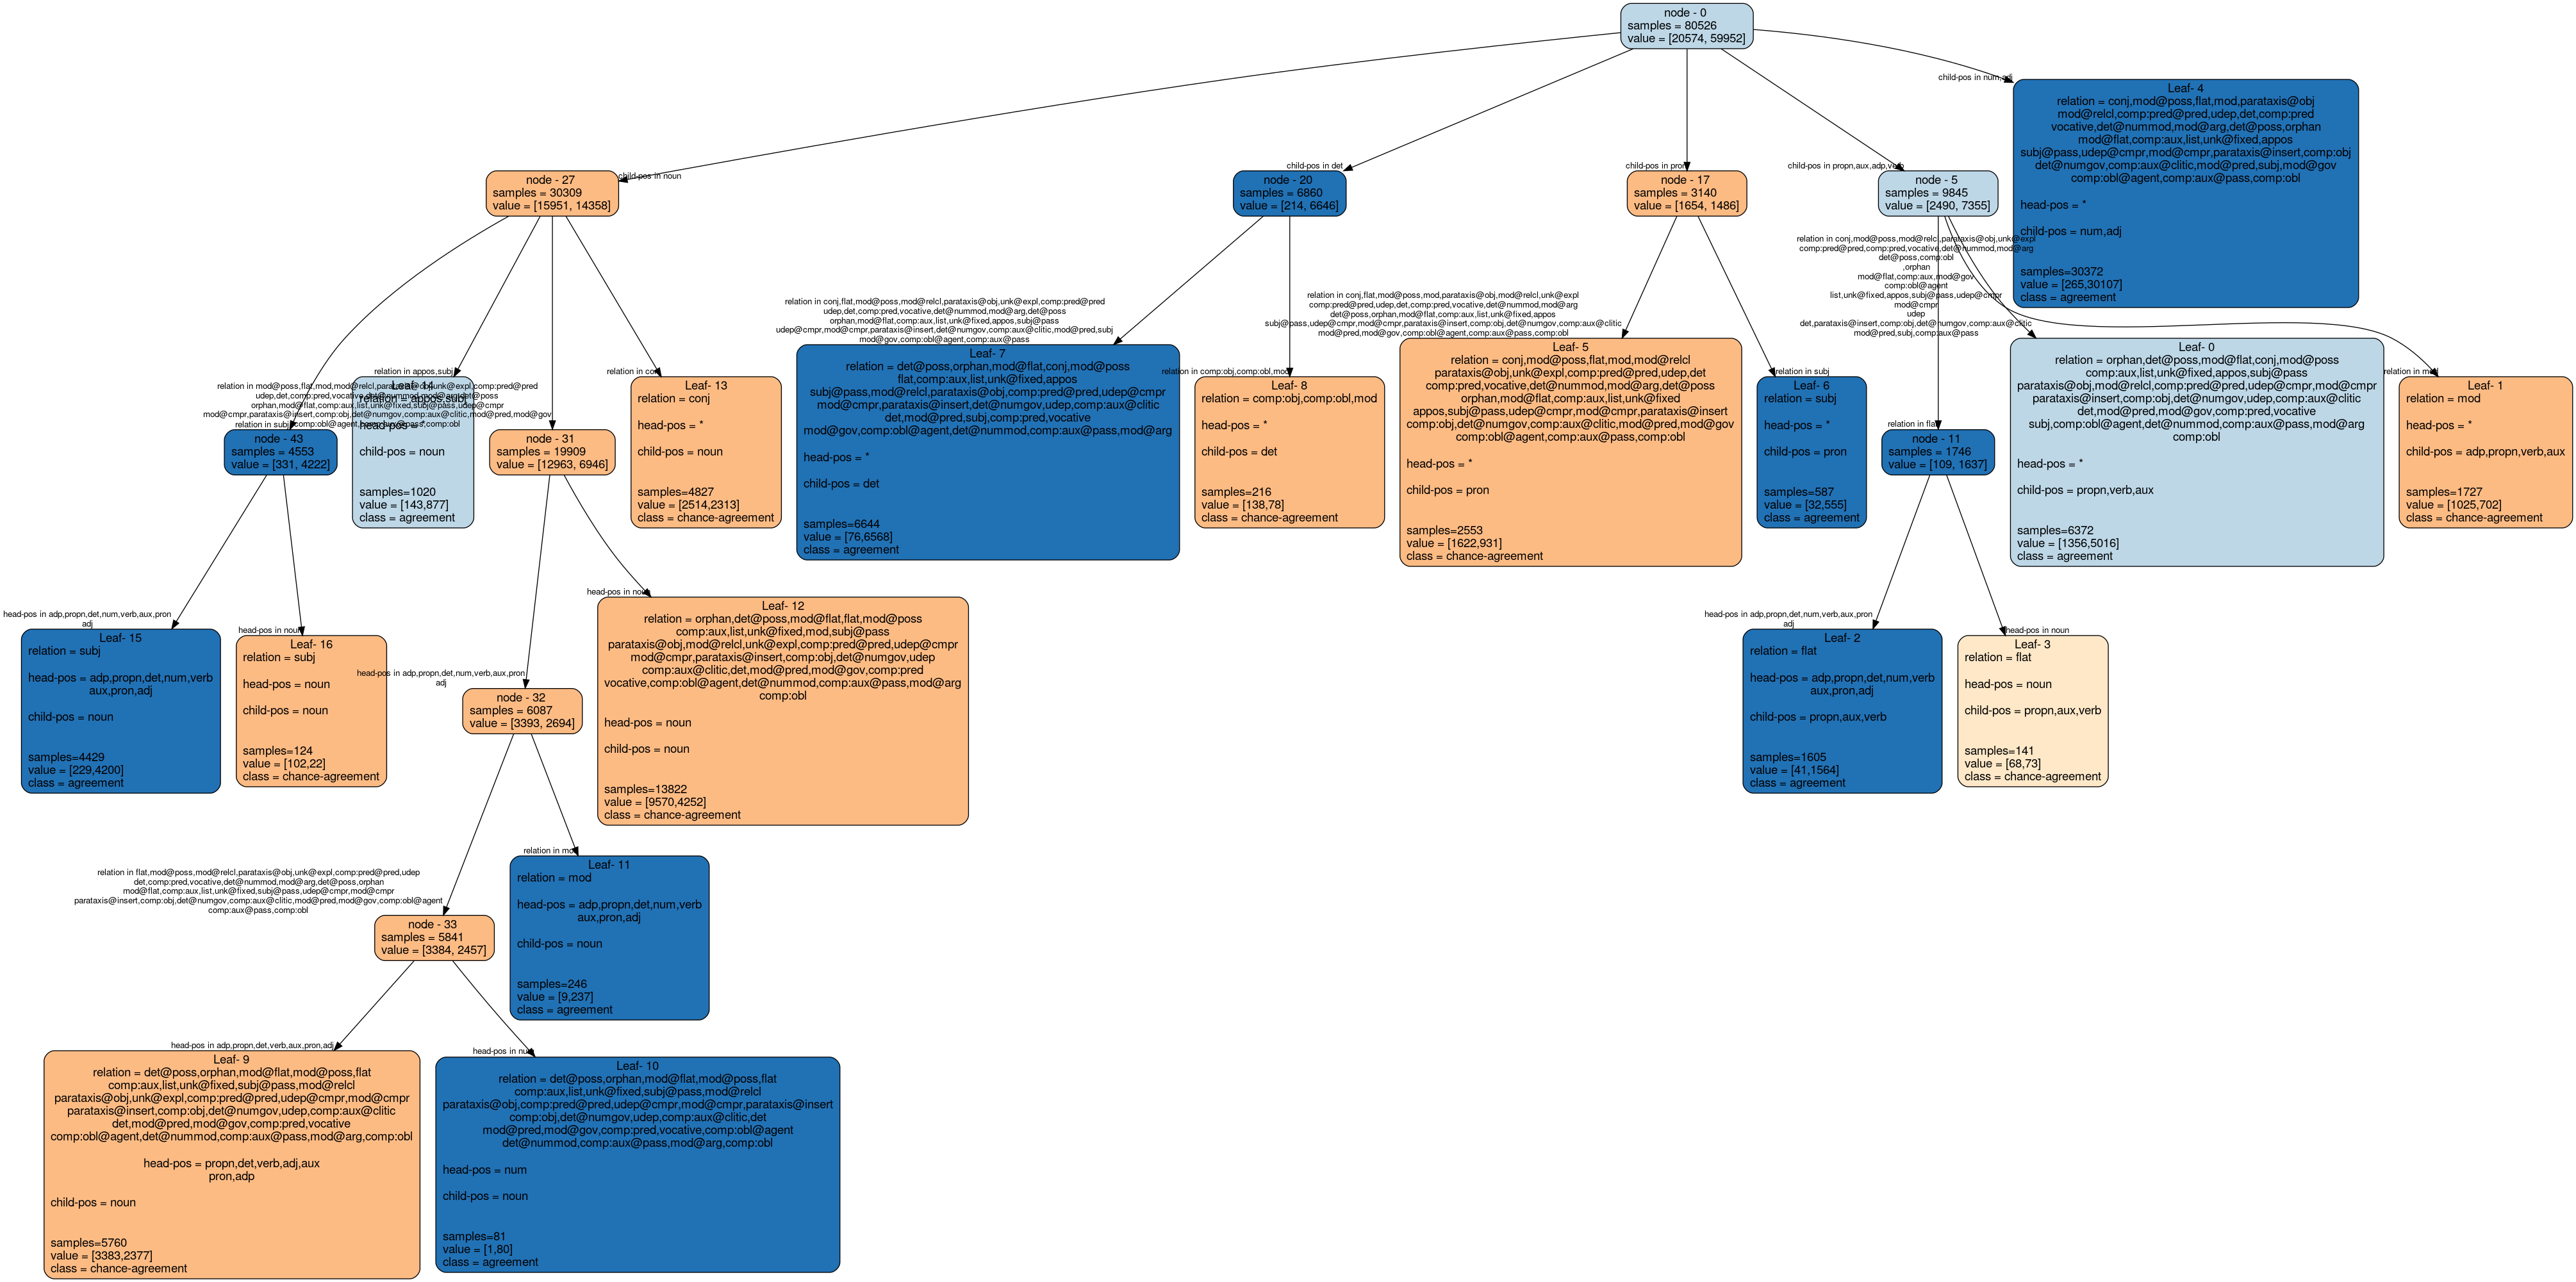 node - 0
samples = 80526
value = [20574, 59952]
child-pos in num,adj
Leaf- 4
relation = conj,mod@poss,flat,mod,parataxis@obj
mod@relcl,comp:pred@pred,udep,det,comp:pred
vocative,det@nummod,mod@arg,det@poss,orphan
mod@flat,comp:aux,list,unk@fixed,appos
subj@pass,udep@cmpr,mod@cmpr,parataxis@insert,comp:obj
det@numgov,comp:aux@clitic,mod@pred,subj,mod@gov
comp:obl@agent,comp:aux@pass,comp:obl
head-pos = *
child-pos = num,adj
samples=30372
value = [265,30107]
class = agreement
child-pos in noun
node - 27
samples = 30309
value = [15951, 14358]
child-pos in det
node - 20
samples = 6860
value = [214, 6646]
child-pos in pron
node - 17
samples = 3140
value = [1654, 1486]
child-pos in propn,aux,adp,verb
node - 5
samples = 9845
value = [2490, 7355]
relation in conj,mod@poss,mod@relcl,parataxis@obj,unk@expl
comp:pred@pred,comp:pred,vocative,det@nummod,mod@arg
det@poss,comp:obl
,orphan
mod@flat,comp:aux,mod@gov
comp:obl@agent
list,unk@fixed,appos,subj@pass,udep@cmpr
mod@cmpr
udep
det,parataxis@insert,comp:obj,det@numgov,comp:aux@clitic
mod@pred,subj,comp:aux@pass
relation in conj,flat,mod@poss,mod@relcl,parataxis@obj,unk@expl,comp:pred@pred
udep,det,comp:pred,vocative,det@nummod,mod@arg,det@poss
orphan,mod@flat,comp:aux,list,unk@fixed,appos,subj@pass
udep@cmpr,mod@cmpr,parataxis@insert,det@numgov,comp:aux@clitic,mod@pred,subj
mod@gov,comp:obl@agent,comp:aux@pass
relation in conj,flat,mod@poss,mod,parataxis@obj,mod@relcl,unk@expl
comp:pred@pred,udep,det,comp:pred,vocative,det@nummod,mod@arg
det@poss,orphan,mod@flat,comp:aux,list,unk@fixed,appos
subj@pass,udep@cmpr,mod@cmpr,parataxis@insert,comp:obj,det@numgov,comp:aux@clitic
mod@pred,mod@gov,comp:obl@agent,comp:aux@pass,comp:obl
relation in mod@poss,flat,mod,mod@relcl,parataxis@obj,unk@expl,comp:pred@pred
udep,det,comp:pred,vocative,det@nummod,mod@arg,det@poss
orphan,mod@flat,comp:aux,list,unk@fixed,subj@pass,udep@cmpr
mod@cmpr,parataxis@insert,comp:obj,det@numgov,comp:aux@clitic,mod@pred,mod@gov
comp:obl@agent,comp:aux@pass,comp:obl
relation in subj
node - 43
samples = 4553
value = [331, 4222]
relation in appos,subj
Leaf- 14
relation = appos,subj
head-pos = *
child-pos = noun
samples=1020
value = [143,877]
class = agreement
node - 31
samples = 19909
value = [12963, 6946]
relation in conj
Leaf- 13
relation = conj
head-pos = *
child-pos = noun
samples=4827
value = [2514,2313]
class = chance-agreement
Leaf- 7
relation = det@poss,orphan,mod@flat,conj,mod@poss
flat,comp:aux,list,unk@fixed,appos
subj@pass,mod@relcl,parataxis@obj,comp:pred@pred,udep@cmpr
mod@cmpr,parataxis@insert,det@numgov,udep,comp:aux@clitic
det,mod@pred,subj,comp:pred,vocative
mod@gov,comp:obl@agent,det@nummod,comp:aux@pass,mod@arg
head-pos = *
child-pos = det
samples=6644
value = [76,6568]
class = agreement
relation in comp:obj,comp:obl,mod
Leaf- 8
relation = comp:obj,comp:obl,mod
head-pos = *
child-pos = det
samples=216
value = [138,78]
class = chance-agreement
Leaf- 5
relation = conj,mod@poss,flat,mod,mod@relcl
parataxis@obj,unk@expl,comp:pred@pred,udep,det
comp:pred,vocative,det@nummod,mod@arg,det@poss
orphan,mod@flat,comp:aux,list,unk@fixed
appos,subj@pass,udep@cmpr,mod@cmpr,parataxis@insert
comp:obj,det@numgov,comp:aux@clitic,mod@pred,mod@gov
comp:obl@agent,comp:aux@pass,comp:obl
head-pos = *
child-pos = pron
samples=2553
value = [1622,931]
class = chance-agreement
relation in subj
Leaf- 6
relation = subj
head-pos = *
child-pos = pron
samples=587
value = [32,555]
class = agreement
relation in flat
node - 11
samples = 1746
value = [109, 1637]
Leaf- 0
relation = orphan,det@poss,mod@flat,conj,mod@poss
comp:aux,list,unk@fixed,appos,subj@pass
parataxis@obj,mod@relcl,comp:pred@pred,udep@cmpr,mod@cmpr
parataxis@insert,comp:obj,det@numgov,udep,comp:aux@clitic
det,mod@pred,mod@gov,comp:pred,vocative
subj,comp:obl@agent,det@nummod,comp:aux@pass,mod@arg
comp:obl
head-pos = *
child-pos = propn,verb,aux
samples=6372
value = [1356,5016]
class = agreement
relation in mod
Leaf- 1
relation = mod
head-pos = *
child-pos = adp,propn,verb,aux
samples=1727
value = [1025,702]
class = chance-agreement
head-pos in adp,propn,det,num,verb,aux,pron
adj
Leaf- 15
relation = subj
head-pos = adp,propn,det,num,verb
aux,pron,adj
child-pos = noun
samples=4429
value = [229,4200]
class = agreement
head-pos in noun
Leaf- 16
relation = subj
head-pos = noun
child-pos = noun
samples=124
value = [102,22]
class = chance-agreement
head-pos in adp,propn,det,num,verb,aux,pron
adj
node - 32
samples = 6087
value = [3393, 2694]
head-pos in noun
Leaf- 12
relation = orphan,det@poss,mod@flat,flat,mod@poss
comp:aux,list,unk@fixed,mod,subj@pass
parataxis@obj,mod@relcl,unk@expl,comp:pred@pred,udep@cmpr
mod@cmpr,parataxis@insert,comp:obj,det@numgov,udep
comp:aux@clitic,det,mod@pred,mod@gov,comp:pred
vocative,comp:obl@agent,det@nummod,comp:aux@pass,mod@arg
comp:obl
head-pos = noun
child-pos = noun
samples=13822
value = [9570,4252]
class = chance-agreement
head-pos in adp,propn,det,num,verb,aux,pron
adj
Leaf- 2
relation = flat
head-pos = adp,propn,det,num,verb
aux,pron,adj
child-pos = propn,aux,verb
samples=1605
value = [41,1564]
class = agreement
head-pos in noun
Leaf- 3
relation = flat
head-pos = noun
child-pos = propn,aux,verb
samples=141
value = [68,73]
class = chance-agreement
relation in flat,mod@poss,mod@relcl,parataxis@obj,unk@expl,comp:pred@pred,udep
det,comp:pred,vocative,det@nummod,mod@arg,det@poss,orphan
mod@flat,comp:aux,list,unk@fixed,subj@pass,udep@cmpr,mod@cmpr
parataxis@insert,comp:obj,det@numgov,comp:aux@clitic,mod@pred,mod@gov,comp:obl@agent
comp:aux@pass,comp:obl
node - 33
samples = 5841
value = [3384, 2457]
relation in mod
Leaf- 11
relation = mod
head-pos = adp,propn,det,num,verb
aux,pron,adj
child-pos = noun
samples=246
value = [9,237]
class = agreement
head-pos in adp,propn,det,verb,aux,pron,adj
Leaf- 9
relation = det@poss,orphan,mod@flat,mod@poss,flat
comp:aux,list,unk@fixed,subj@pass,mod@relcl
parataxis@obj,unk@expl,comp:pred@pred,udep@cmpr,mod@cmpr
parataxis@insert,comp:obj,det@numgov,udep,comp:aux@clitic
det,mod@pred,mod@gov,comp:pred,vocative
comp:obl@agent,det@nummod,comp:aux@pass,mod@arg,comp:obl
head-pos = propn,det,verb,adj,aux
pron,adp
child-pos = noun
samples=5760
value = [3383,2377]
class = chance-agreement
head-pos in num
Leaf- 10
relation = det@poss,orphan,mod@flat,mod@poss,flat
comp:aux,list,unk@fixed,subj@pass,mod@relcl
parataxis@obj,comp:pred@pred,udep@cmpr,mod@cmpr,parataxis@insert
comp:obj,det@numgov,udep,comp:aux@clitic,det
mod@pred,mod@gov,comp:pred,vocative,comp:obl@agent
det@nummod,comp:aux@pass,mod@arg,comp:obl
head-pos = num
child-pos = noun
samples=81
value = [1,80]
class = agreement